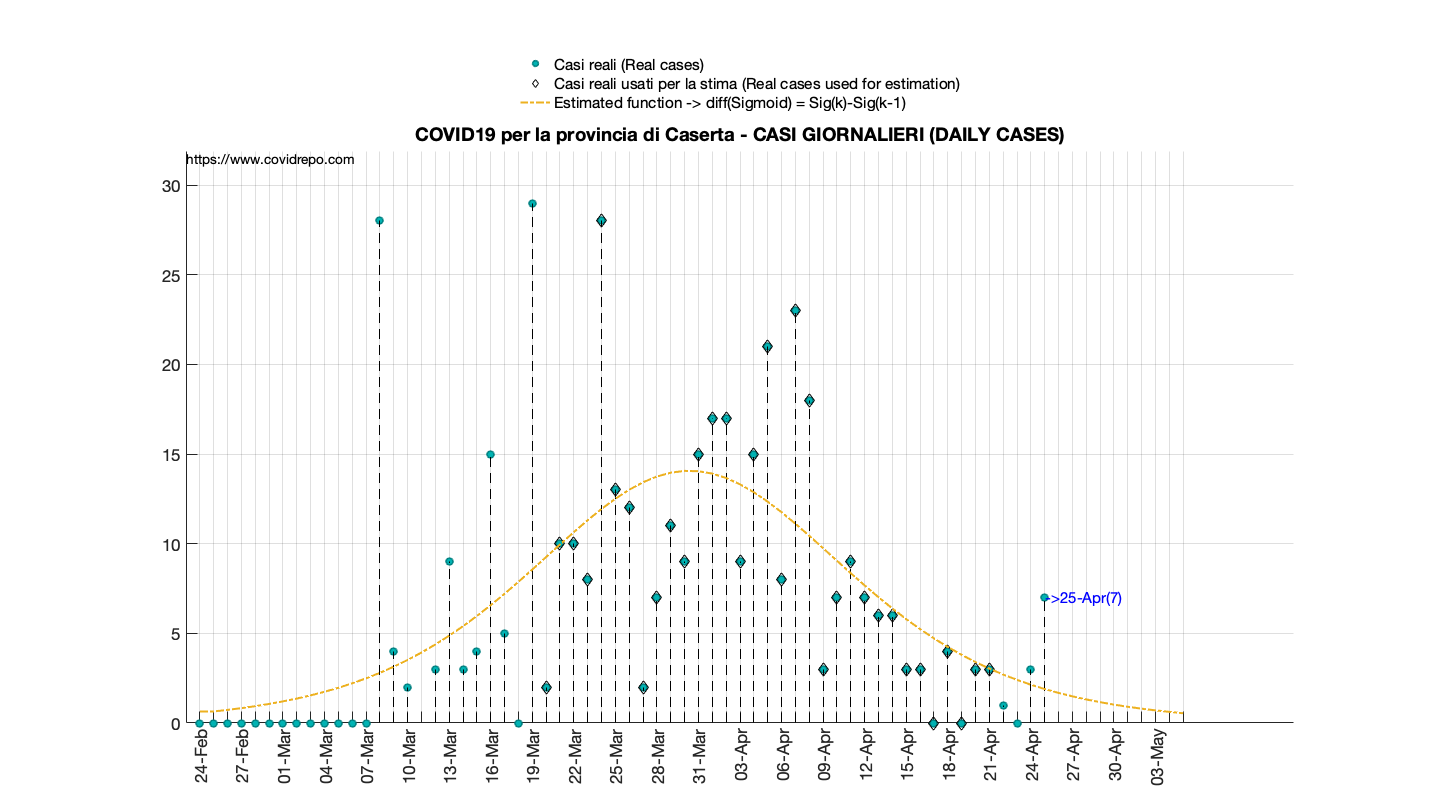 Casi reali (Real cases)
Casi reali usati per la stima (Real cases used for estimation)
Estimated function -> diff(Sigmoid) = Sig(k)-Sig(k-1)
COVID19 per la provincia di Caserta - CASI GIORNALIERI (DAILY CASES)
https://www.covidrepo.com
30
25
20
15
10
5
0
->25-Apr(7)
24-Feb
27-Feb
01-Mar
04-Mar
07-Mar
10-Mar
13-Mar
16-Mar
19-Mar
22-Mar
25-Mar
28-Mar
31-Mar
03-Apr
06-Apr
09-Apr
12-Apr
15-Apr
18-Apr
21-Apr
24-Apr
27-Apr
30-Apr
03-May